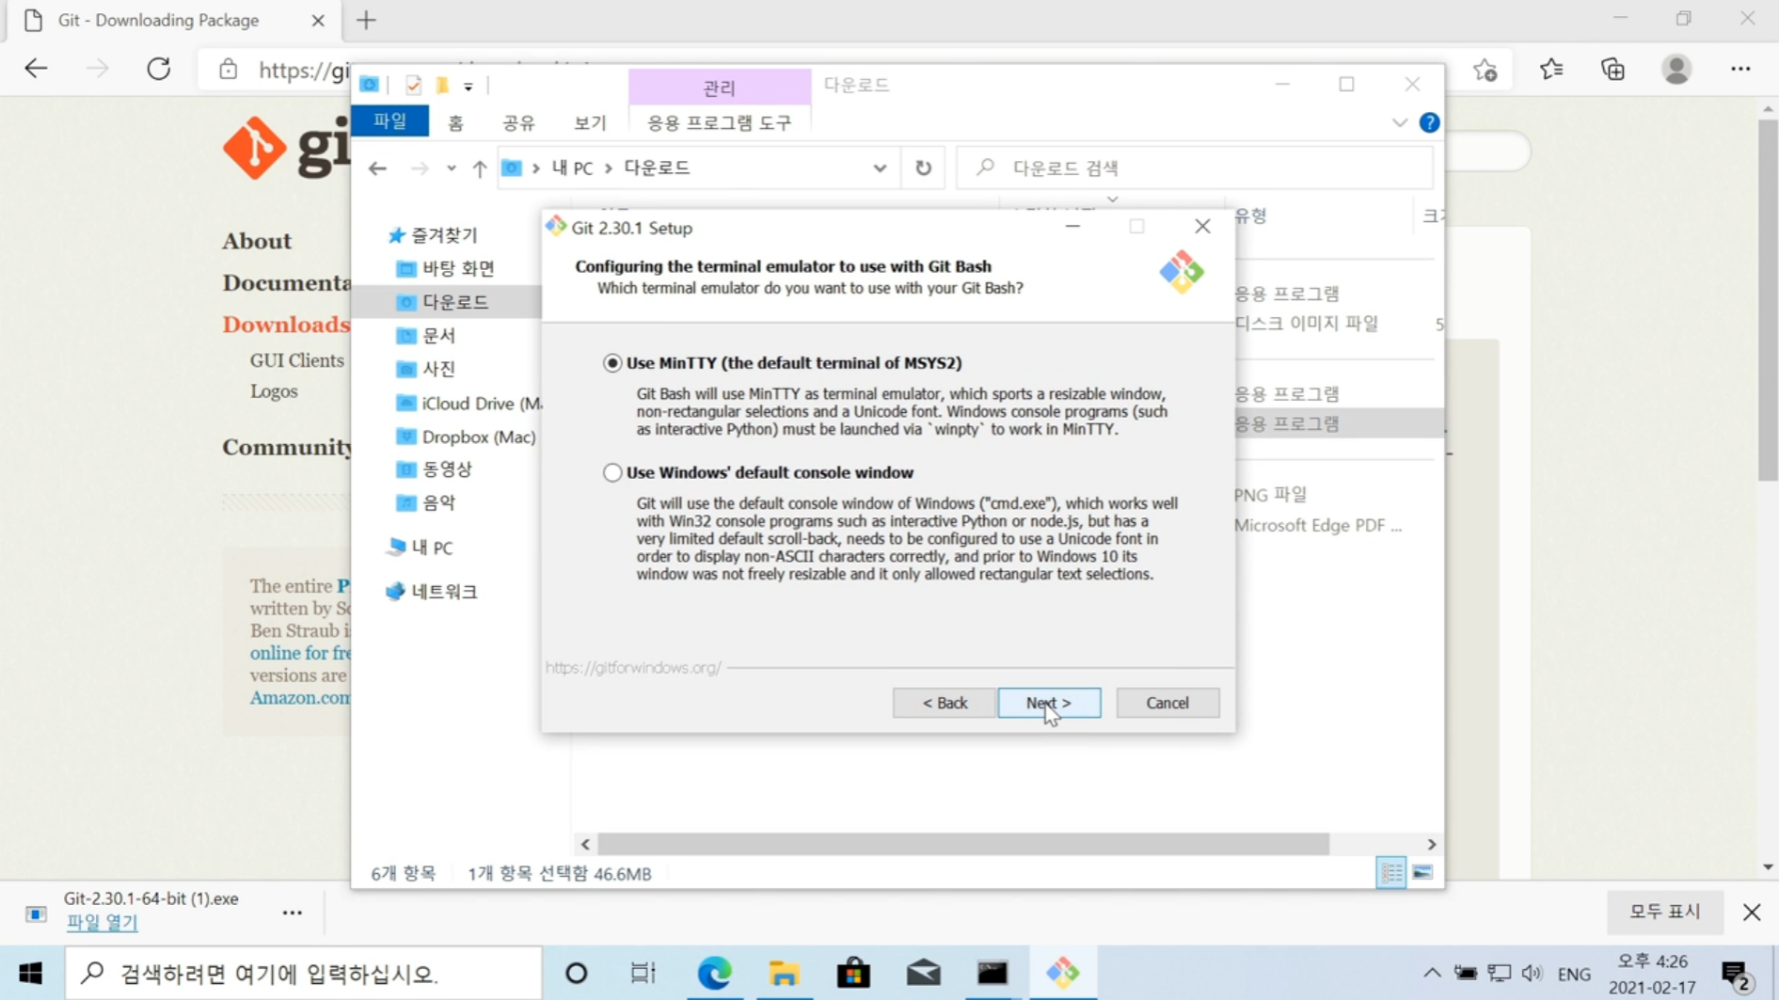 Git - Downloading Package
https://gi
gi
관리
다운로드
파일
홈
공유
보기
응용 프로그램 도구
내 PC
다운로드
다운로드 검색
About
Documenta
Downloads
GUI Clients
Logos
Community
The entire P
written by Sc
Ben Straub i
online for fre
versions are
Amazon.com
즐겨찾기
바탕 화면
다운로드
문서
사진
iCloud Drive (Ma
Dropbox (Mac)
동영상
음악
내 PC
네트워크
유형
응용 프로그램
디스크 이미지 파일
5
응용 프로그램
응용 프로그램
PNG 파일
Microsoft Edge PDF ...
Git 2.30.1 Setup
Configuring the terminal emulator to use with Git Bash
Which terminal emulator do you want to use with your Git Bash?
Use MinTTY (the default terminal of MSYS2)
Git Bash will use MinTTY as terminal emulator, which sports a resizable window,
non-rectangular selections and a Unicode font. Windows console programs (such
as interactive Python) must be launched via `winpty` to work in MinTTY.
Use Windows' default console window
Git will use the default console window of Windows ("cmd.exe"), which works well
with Win32 console programs such as interactive Python or node.js, but has a
very limited default scroll-back, needs to be configured to use a Unicode font in
order to display non-ASCII characters correctly, and prior to Windows 10 its
window was not freely resizable and it only allowed rectangular text selections.
https://gitforwindows.org/
< Back
Next >
Cancel
6개 항목
1개 항목 선택함 46.6MB
Git-2.30.1-64-bit (1).exe
파일 열기
모두 표시
검색하려면 여기에 입력하십시오.
ENG
오후 4:26
2021-02-17
2